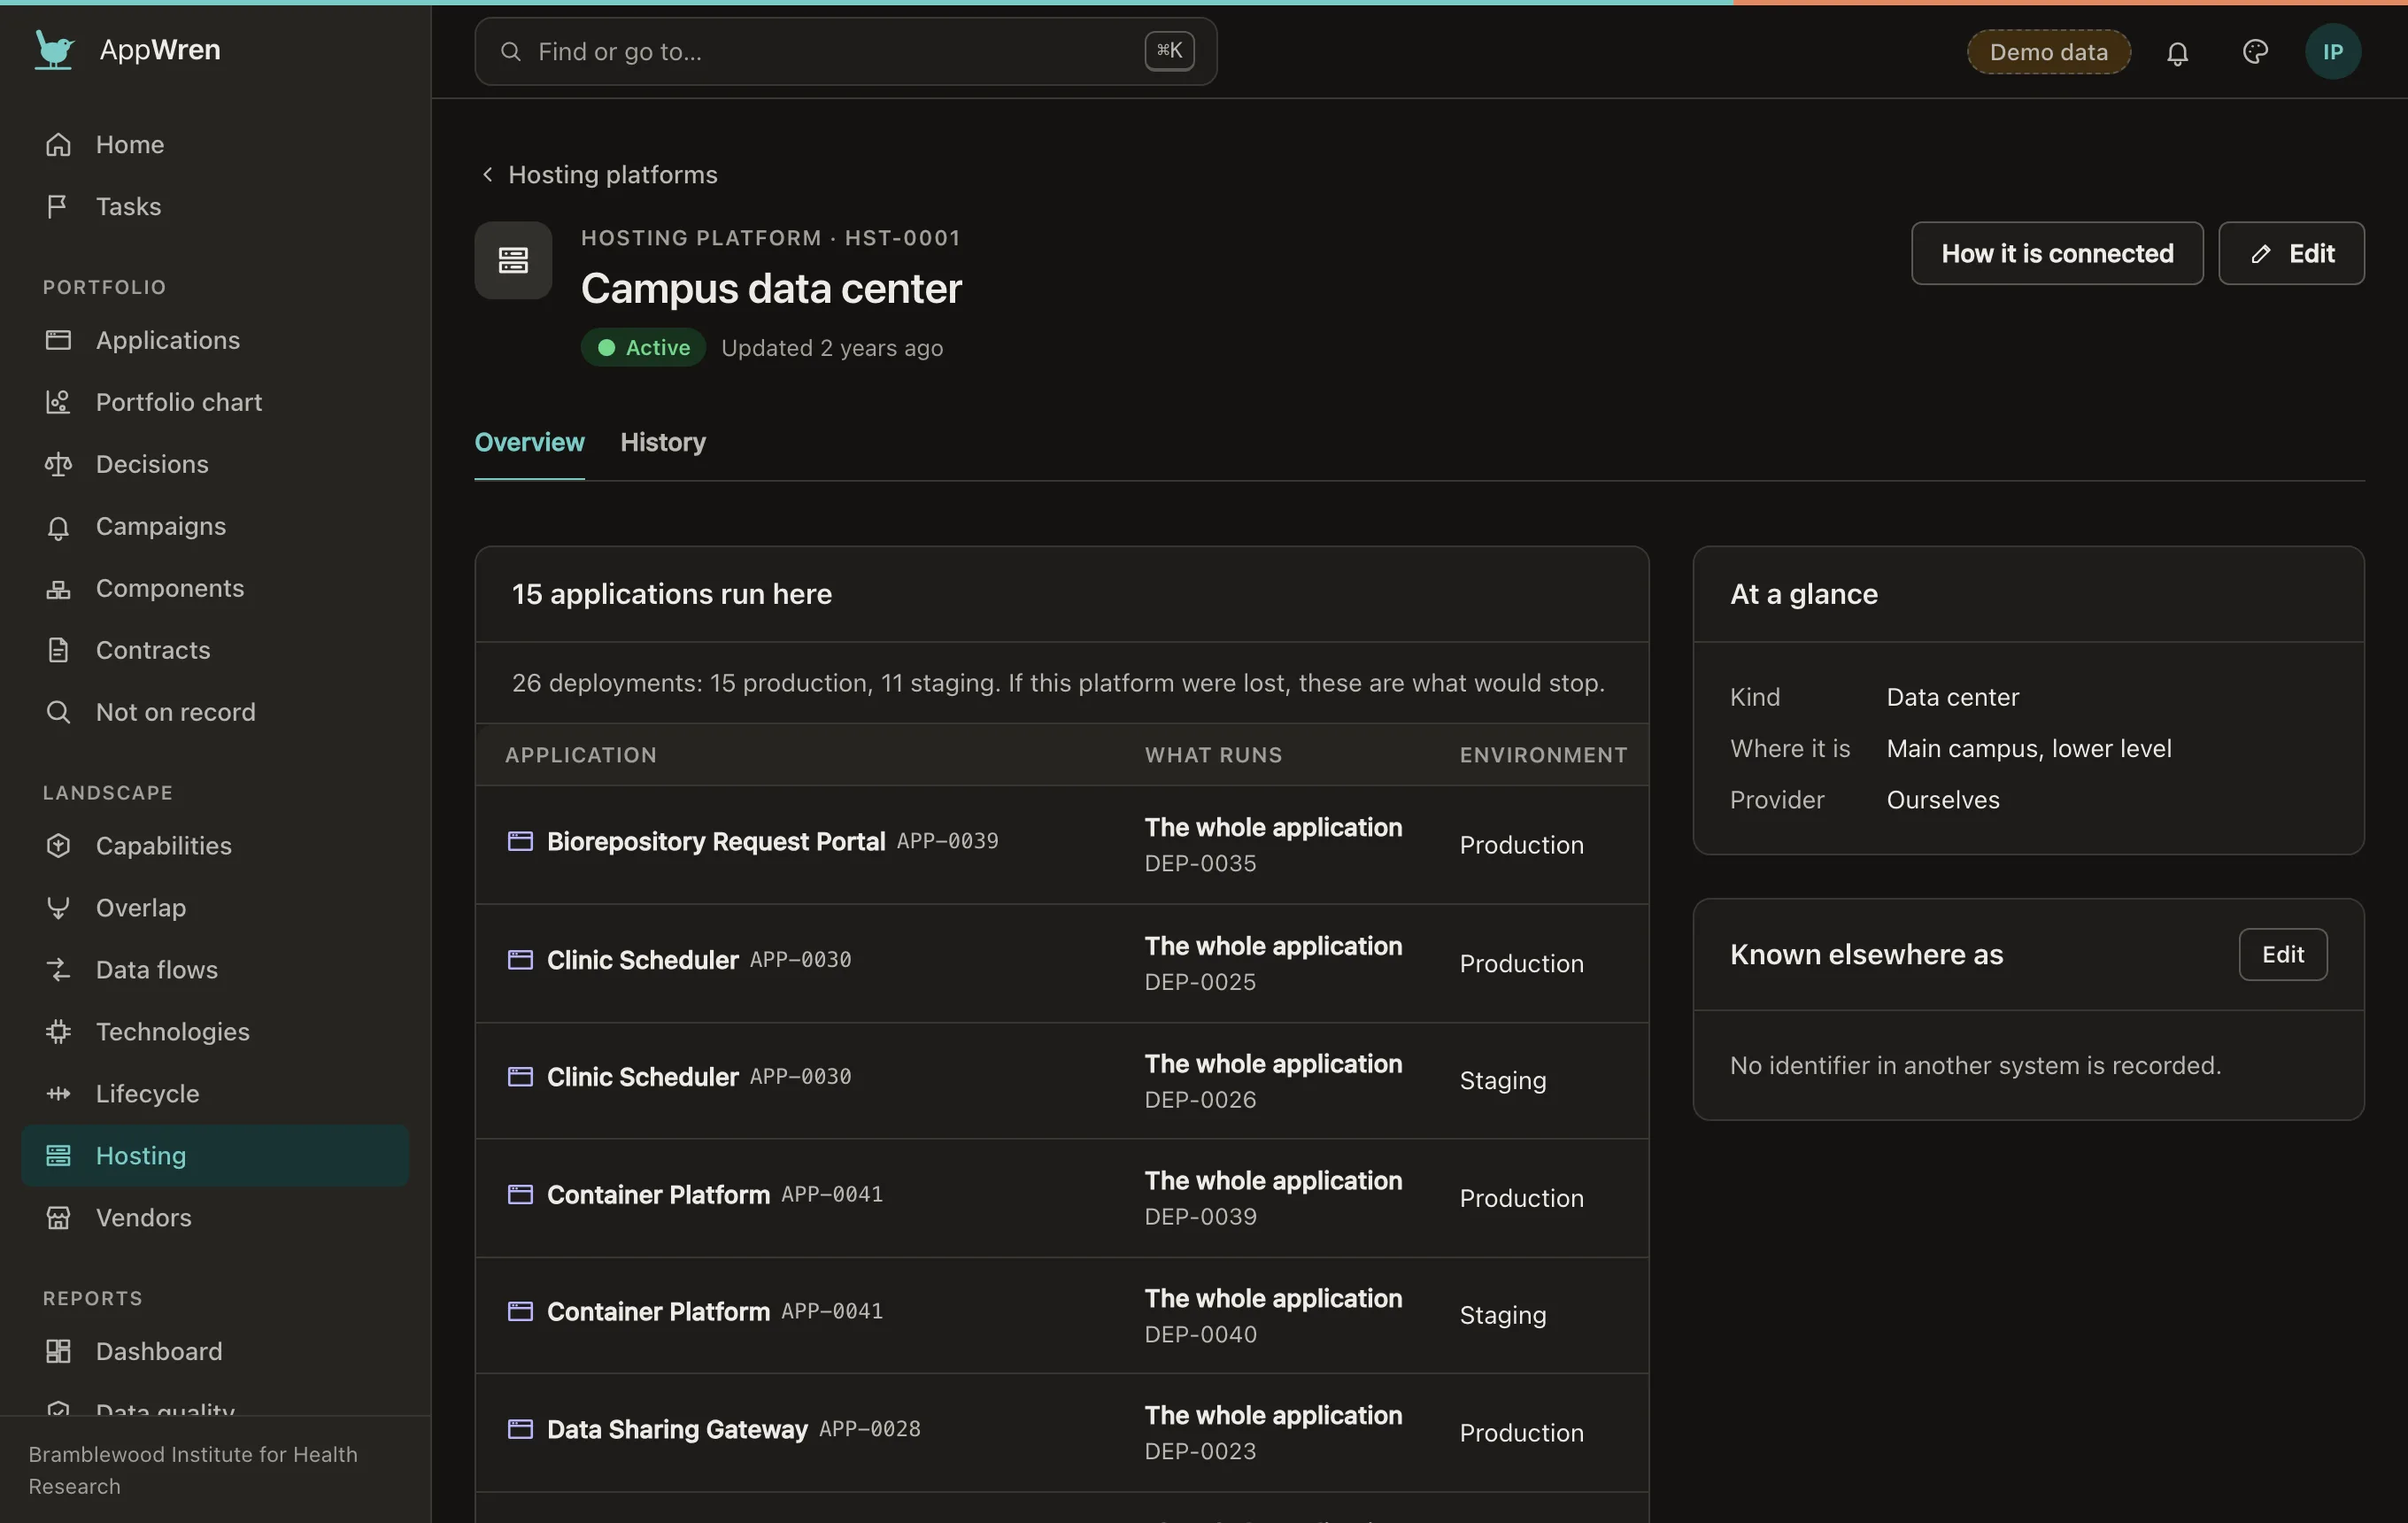 AppWren
Find or go to...
⌘K
Demo data
IP
Home
Tasks
PORTFOLIO
Applications
Portfolio chart
Decisions
Campaigns
Components
Contracts
Not on record
LANDSCAPE
Capabilities
Overlap
Data flows
Technologies
Lifecycle
Hosting
Vendors
REPORTS
Dashboard
Data quality
Bramblewood Institute for Health
Research
Hosting platforms
HOSTING PLATFORM · HST-0001
Campus data center
Active Updated 2 years ago
How it is connected
Edit
Overview
History
15 applications run here
26 deployments: 15 production, 11 staging. If this platform were lost, these are what would stop.
APPLICATION WHAT RUNS ENVIRONMENT
Biorepository Request Portal APP-0039 The whole application Production
DEP-0035
Clinic Scheduler APP-0030 The whole application Production
DEP-0025
Clinic Scheduler APP-0030 The whole application Staging
DEP-0026
Container Platform APP-0041 The whole application Production
DEP-0039
Container Platform APP-0041 The whole application Staging
DEP-0040
Data Sharing Gateway APP-0028 The whole application Production
DEP-0023
At a glance
Kind Data center
Where it is Main campus, lower level
Provider Ourselves
Known elsewhere as
Edit
No identifier in another system is recorded.